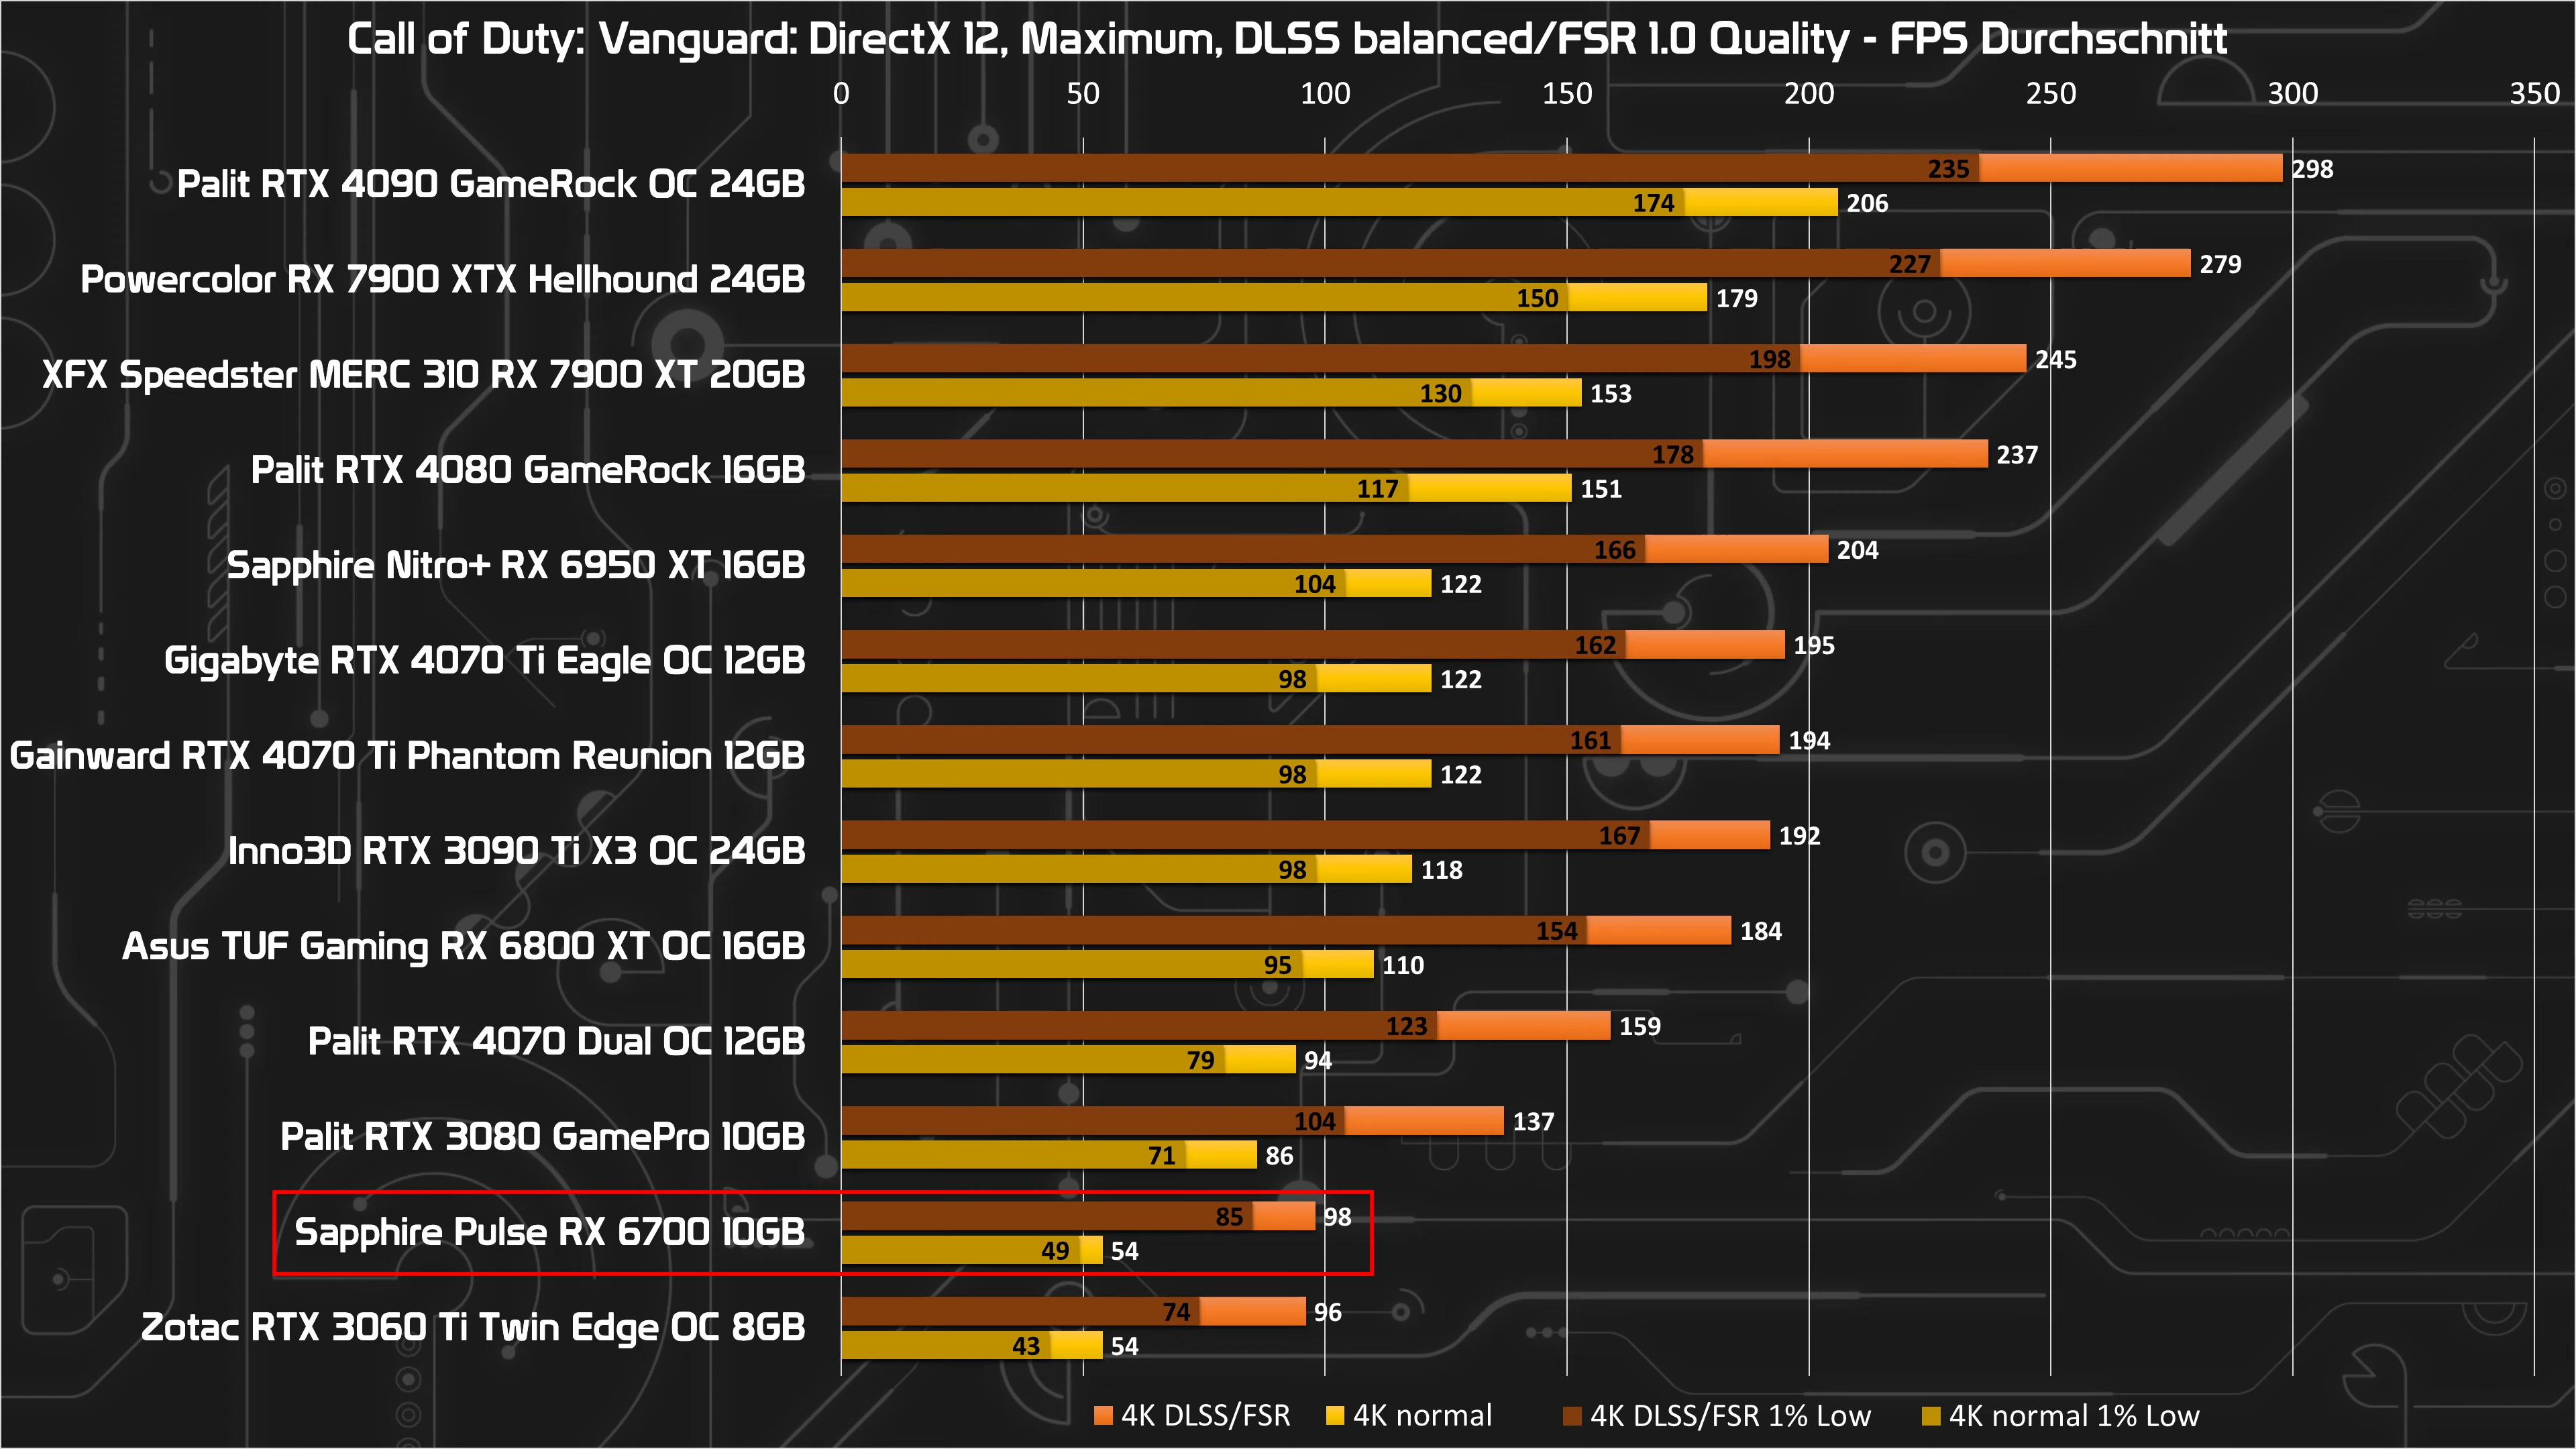 Call of Duty: Vanguard: DirectX 12, Maximum, DLSS balanced/FSR 1.0 Quality - FPS Durchschnitt
0 50 100 150 200 250 300 350
Palit RTX 4090 GameRock OC 24GB
235 298
174 206
Powercolor RX 7900 XTX Hellhound 24GB
227 279
150 179
XFX Speedster MERC 310 RX 7900 XT 20GB
198 245
130 153
Palit RTX 4080 GameRock 16GB
178 237
117 151
Sapphire Nitro+ RX 6950 XT 16GB
166 204
104 122
Gigabyte RTX 4070 Ti Eagle OC 12GB
162 195
98 122
Gainward RTX 4070 Ti Phantom Reunion 12GB
161 194
98 122
Inno3D RTX 3090 Ti X3 OC 24GB
167 192
98 118
Asus TUF Gaming RX 6800 XT OC 16GB
154 184
95 110
Palit RTX 4070 Dual OC 12GB
123 159
79 94
Palit RTX 3080 GamePro 10GB
104 137
71 86
Sapphire Pulse RX 6700 10GB
85 98
49 54
Zotac RTX 3060 Ti Twin Edge OC 8GB
74 96
43 54
4K DLSS/FSR 4K normal 4K DLSS/FSR 1% Low 4K normal 1% Low